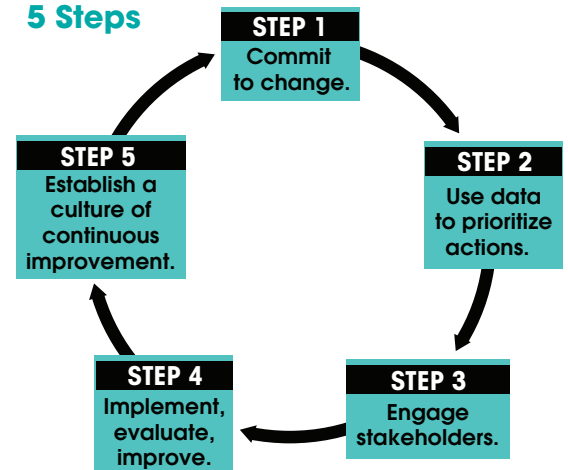 5 Steps
STEP 1
Commit
to change.
STEP 2
Use data
to prioritize
actions.
STEP 3
Engage
stakeholders.
STEP 4
Implement,
evaluate,
improve.
STEP 5
Establish a
culture of
continuous
improvement.